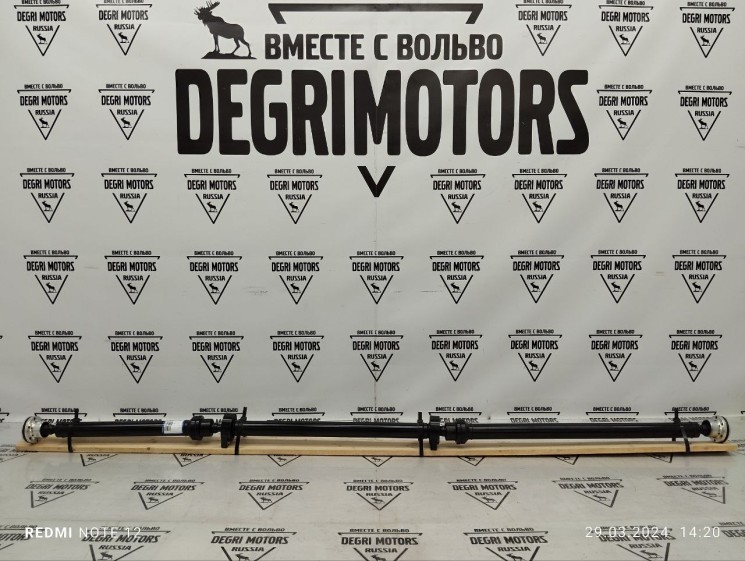 ВМЕСТЕ С ВОЛЬВО
DEGRIMOTORS
ВМЕСТЕ С ВОЛЬВО
DEGRI MOTORS
RUSSIA
REDMI NOTE 12
29.03.2024 14:20